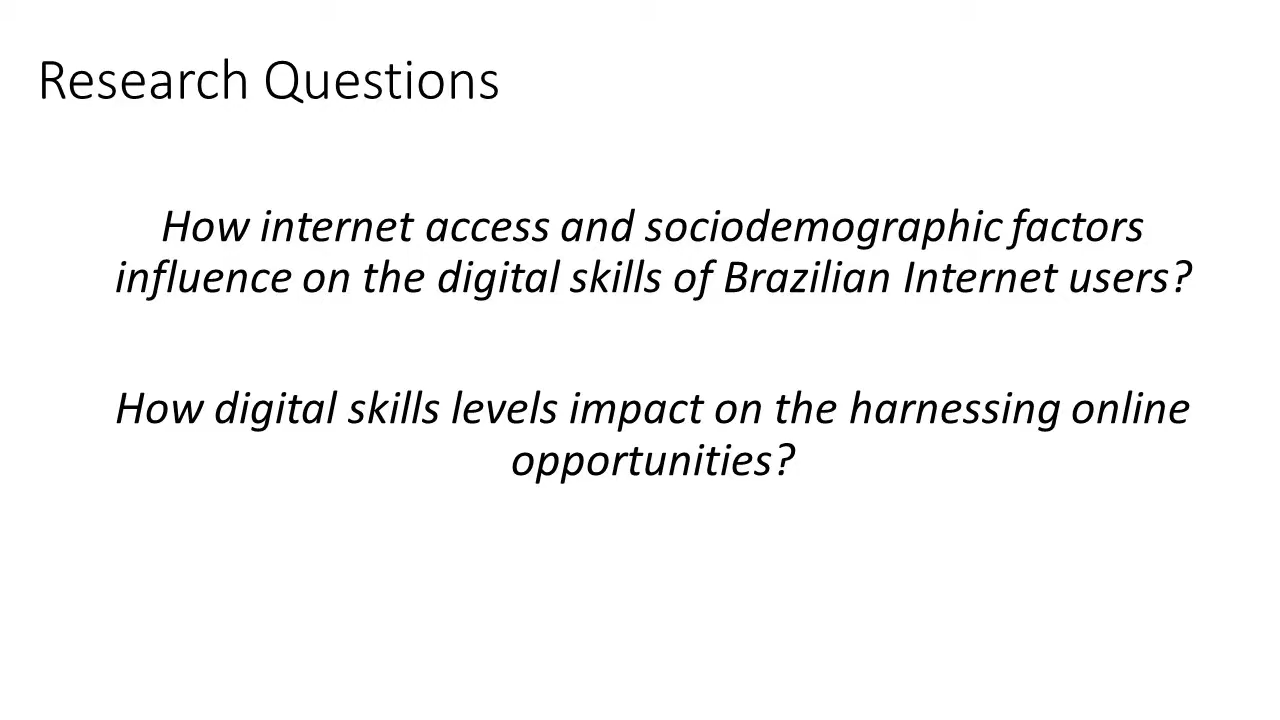 Research Questions
How internet access and sociodemographic factors
influence on the digital skills of Brazilian Internet users?
How digital skills levels impact on the harnessing online
opportunities?